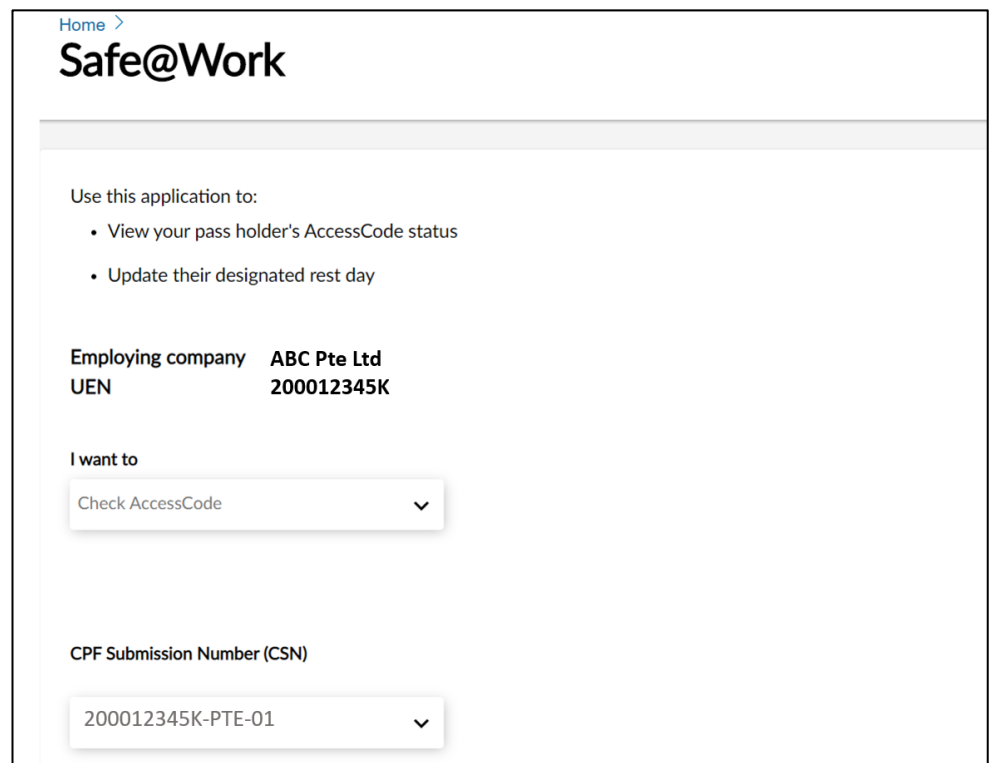 Home >
Safe@Work
Use this application to:
• View your pass holder's AccessCode status
• Update their designated rest day
Employing company ABC Pte Ltd
UEN 200012345K
I want to
Check AccessCode
CPF Submission Number (CSN)
200012345K-PTE-01